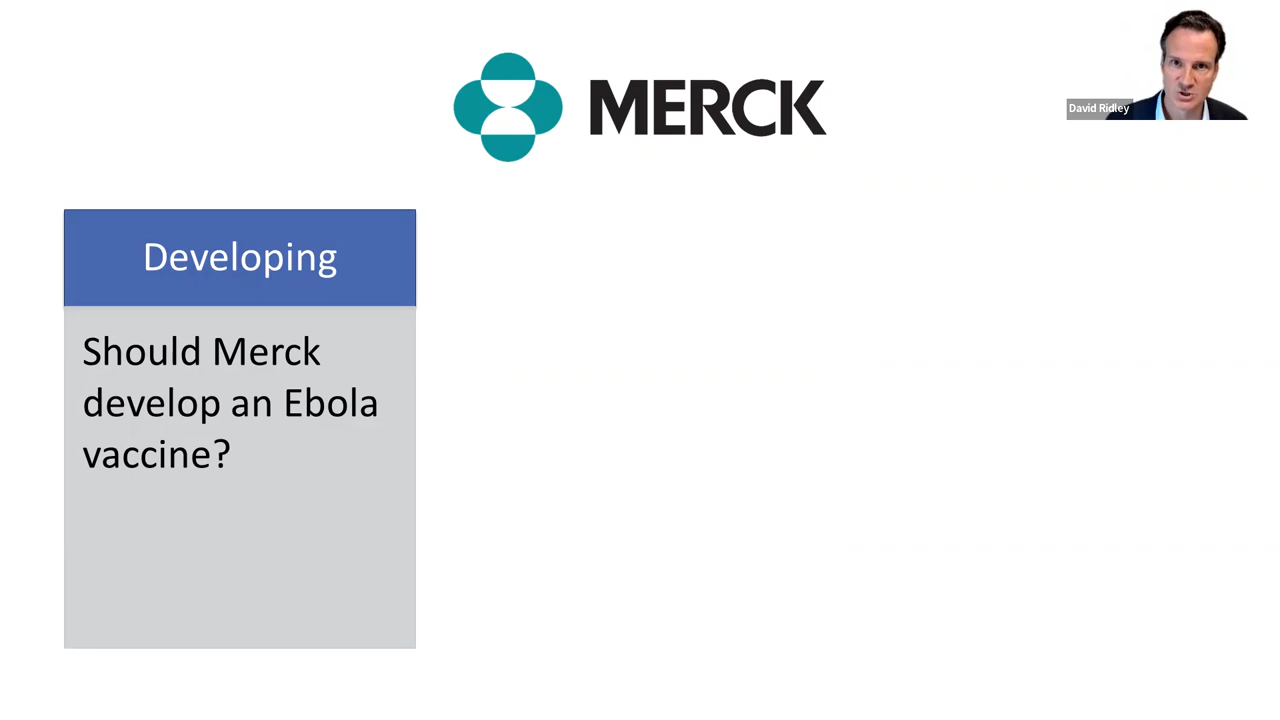 MERCK
David Ridley
Developing
Should Merck
develop an Ebola
vaccine?